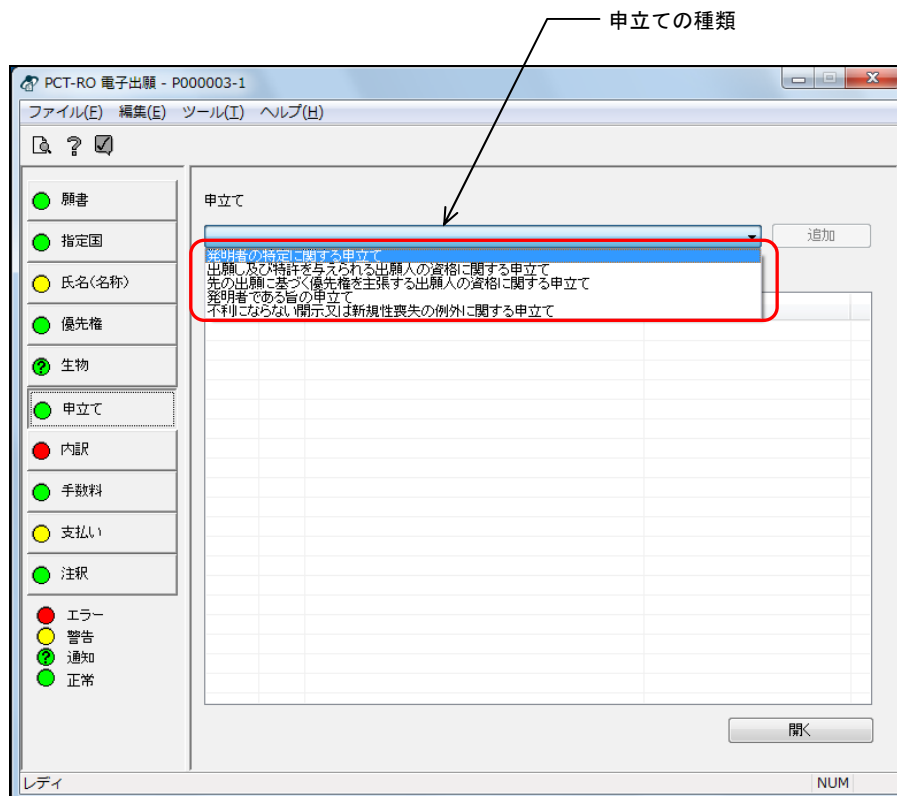 申立ての種類
PCT-RO 電子出願 - P000003-1
ファイル(F) 編集(E) ツール(T) ヘルプ(H)
願書
指定国
氏名(名称)
優先権
生物
申立て
内訳
手数料
支払い
注釈
エラー
警告
通知
正常
申立て
追加
発明者の特定に関する申立て
出願し及び特許を与えられる出願人の資格に関する申立て
先の出願に基づく優先権を主張する出願人の資格に関する申立て
発明者である旨の申立て
不利にならない開示又は新規性喪失の例外に関する申立て
開く
レディ
NUM